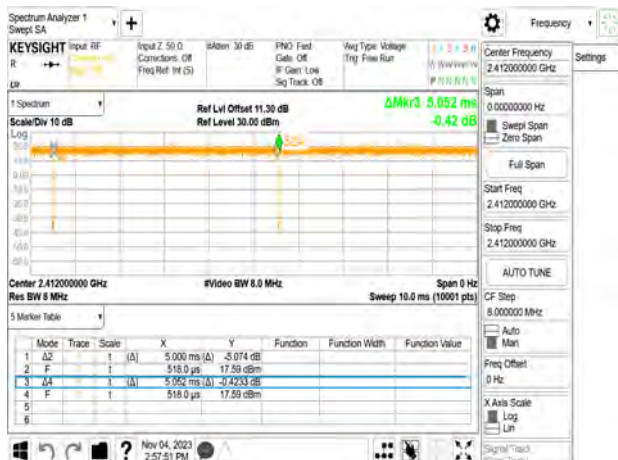 Spectrum Analyzer 1
Swept SA
Frequency
KEYSIGHT
R
Input: RF
Input Z: 50 Ω
Corrections: Off
Freq Ref: Int (S)
#Atten: 30 dB
PNO: Fast
Gate: Off
IF Gain: Low
Sig Track: Off
Avg Type: Voltage
Trig: Free Run
P N N N N N
Center Frequency
2.412000000 GHz
Settings
Span
0.00000000 Hz
Swept Span
Zero Span
Full Span
Start Freq
2.412000000 GHz
Stop Freq
2.412000000 GHz
AUTO TUNE
CF Step
8.000000 MHz
Auto
Man
Freq Offset
0 Hz
X Axis Scale
Log
Lin
Signal Track
1 Spectrum
Scale/Div 10 dB
Log
Ref Lvl Offset 11.30 dB
Ref Level 30.00 dBm
ΔMkr3 5.052 ms
-0.42 dB
Center 2.412000000 GHz
Res BW 8 MHz
#Video BW 8.0 MHz
Span 0 Hz
Sweep 10.0 ms (10001 pts)
5 Marker Table
Mode Trace Scale X Y Function Function Width Function Value
1 Δ2 1 t (Δ) 5.000 ms (Δ) -5.074 dB
2 F 1 t 518.0 µs 17.59 dBm
3 Δ4 1 t (Δ) 5.052 ms (Δ) -0.4233 dB
4 F 1 t 518.0 µs 17.59 dBm
5
6
?
Nov 04, 2023
2:57:51 PM